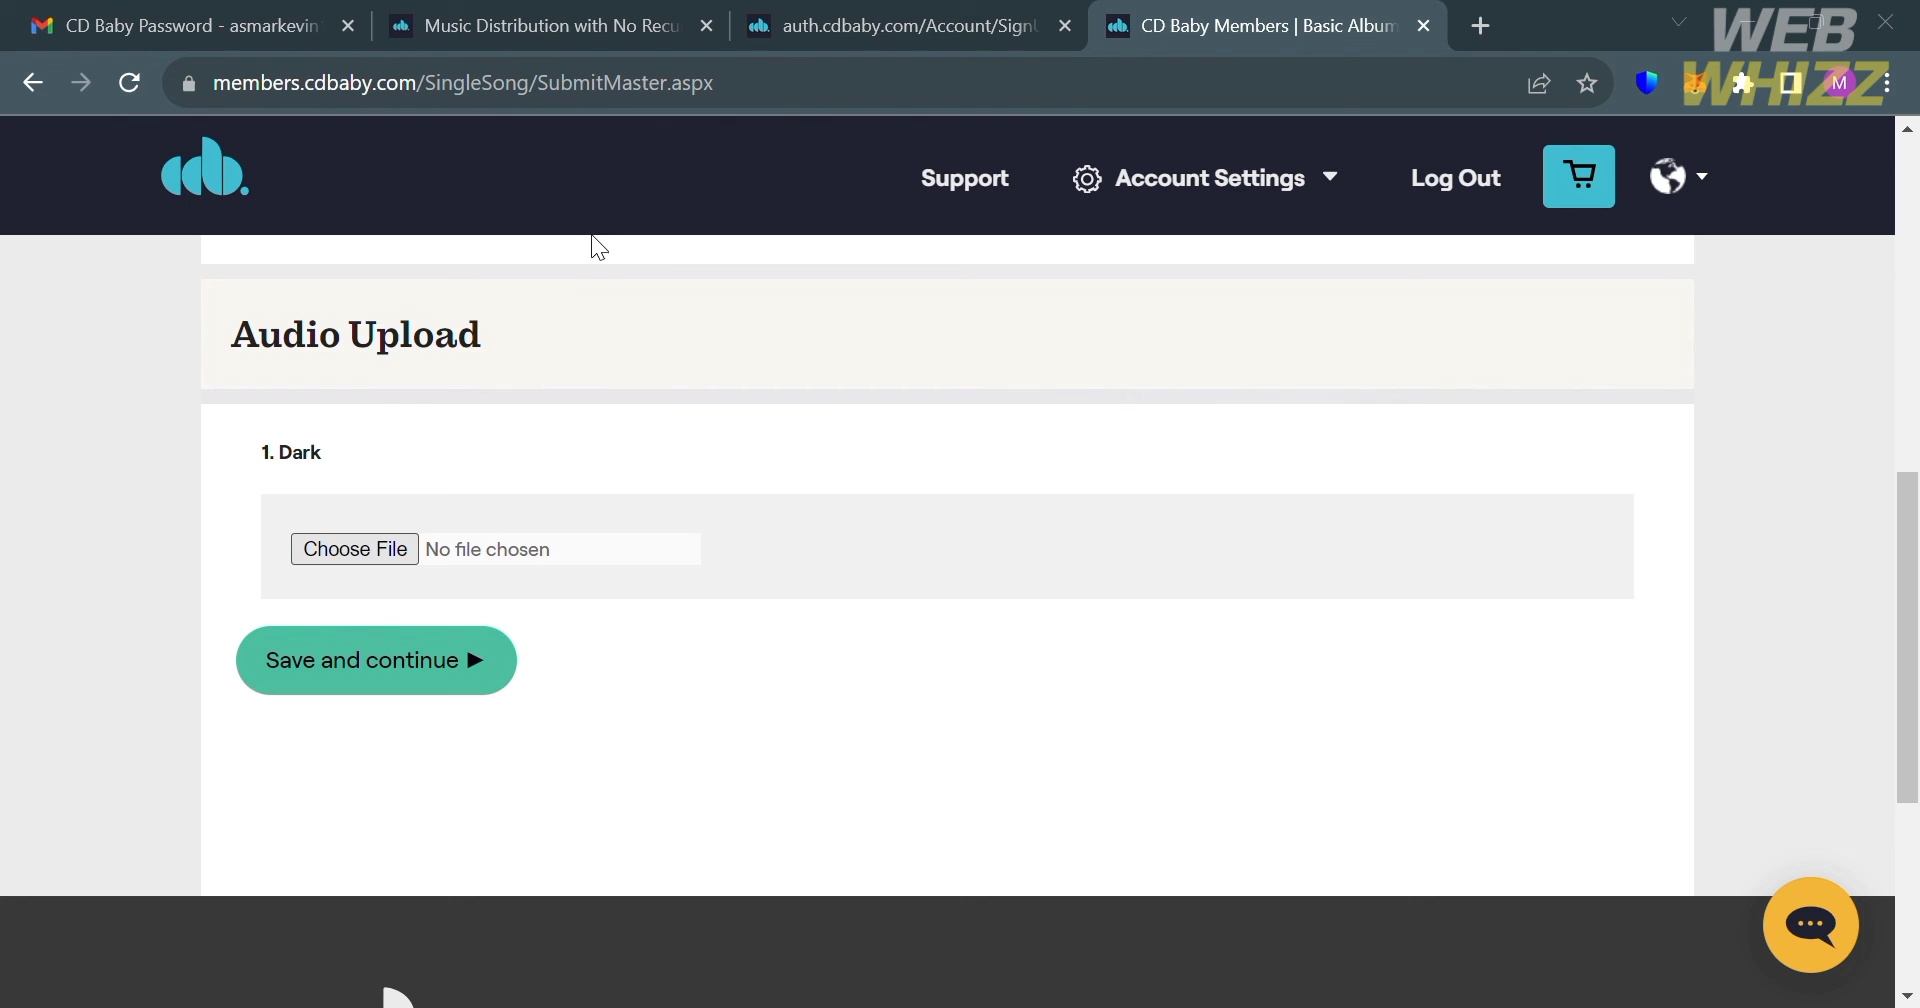 CD Baby Password - asmarkevin
Music Distribution with No Recu
auth.cdbaby.com/Account/Sign
CD Baby Members | Basic Album
WEB
WHIZZ
members.cdbaby.com/SingleSong/SubmitMaster.aspx
M
cdb.
Support
Account Settings
Log Out
Audio Upload
1. Dark
Choose File No file chosen
Save and continue ►